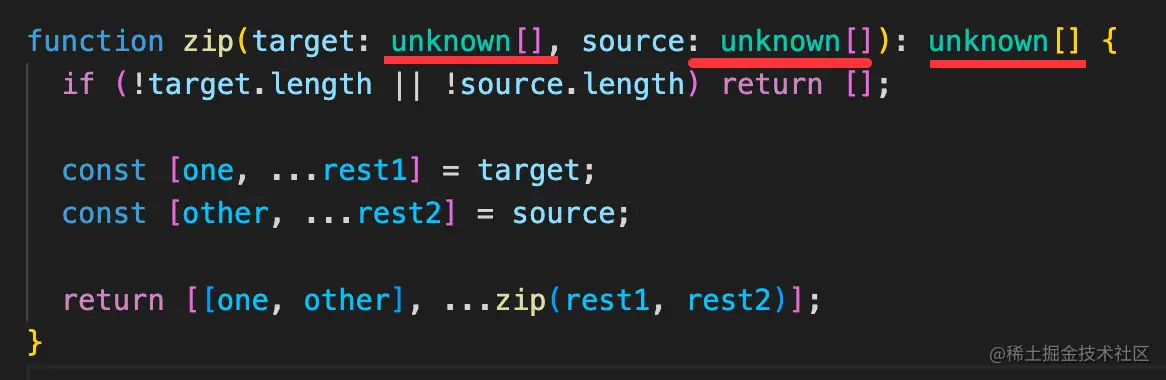 function zip(target: unknown[], source: unknown[]): unknown[] {
  if (!target.length || !source.length) return [];
  const [one, ...rest1] = target;
  const [other, ...rest2] = source;
  return [[one, other], ...zip(rest1, rest2)];
}
@稀土掘金技术社区